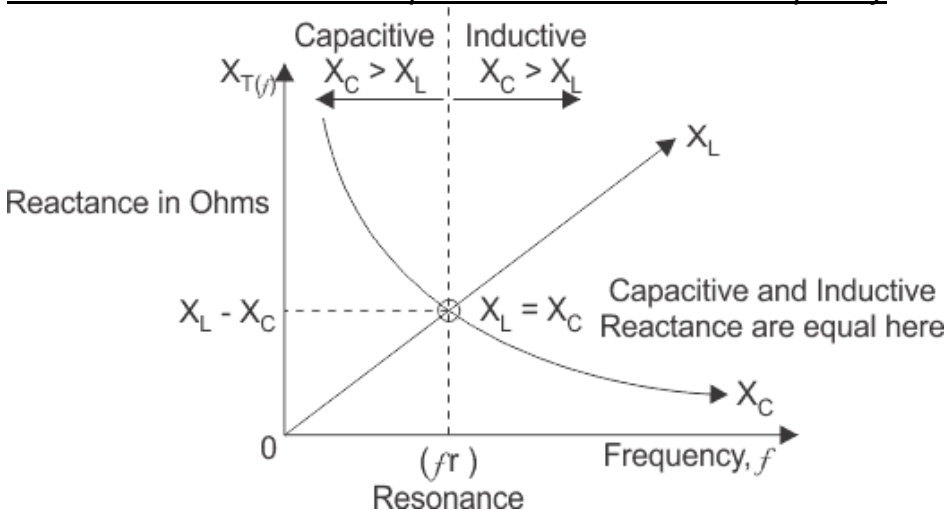 Capacitive Inductive
X_T(f) X_C > X_L X_C > X_L
X_L
Reactance in Ohms
X_L - X_C X_L = X_C Capacitive and Inductive
Reactance are equal here
X_C
0 (fr) Frequency, f
Resonance